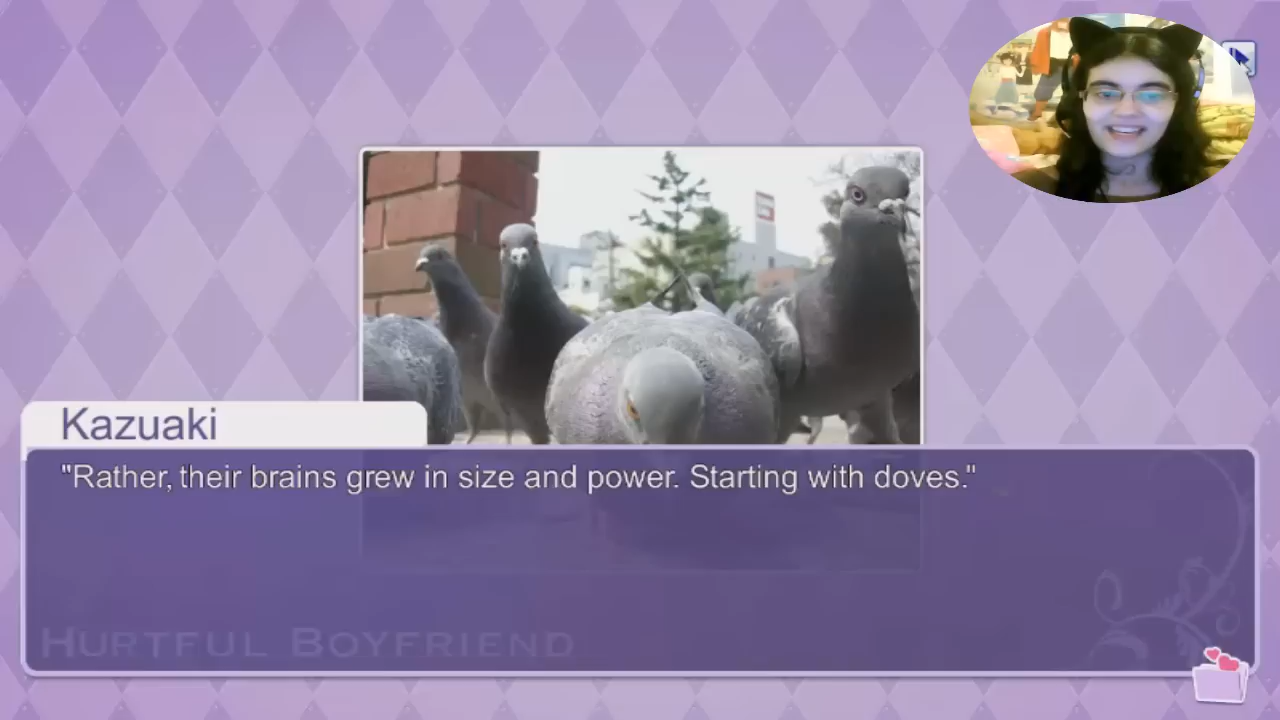 Kazuaki
"Rather, their brains grew in size and power. Starting with doves."
HURTFUL BOYFRIEND